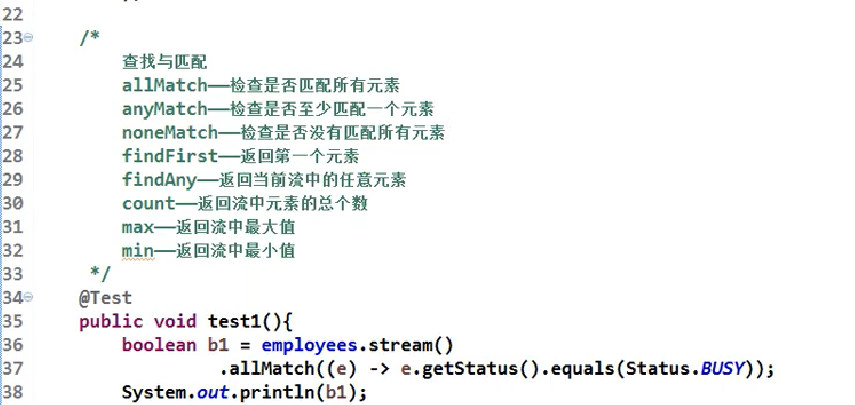 22
23 /*
24 查找与匹配
25 allMatch——检查是否匹配所有元素
26 anyMatch——检查是否至少匹配一个元素
27 noneMatch——检查是否没有匹配所有元素
28 findFirst——返回第一个元素
29 findAny——返回当前流中的任意元素
30 count——返回流中元素的总个数
31 max——返回流中最大值
32 min——返回流中最小值
33 */
34 @Test
35 public void test1(){
36 boolean b1 = employees.stream()
37 .allMatch((e) -> e.getStatus().equals(Status.BUSY));
38 System.out.println(b1);